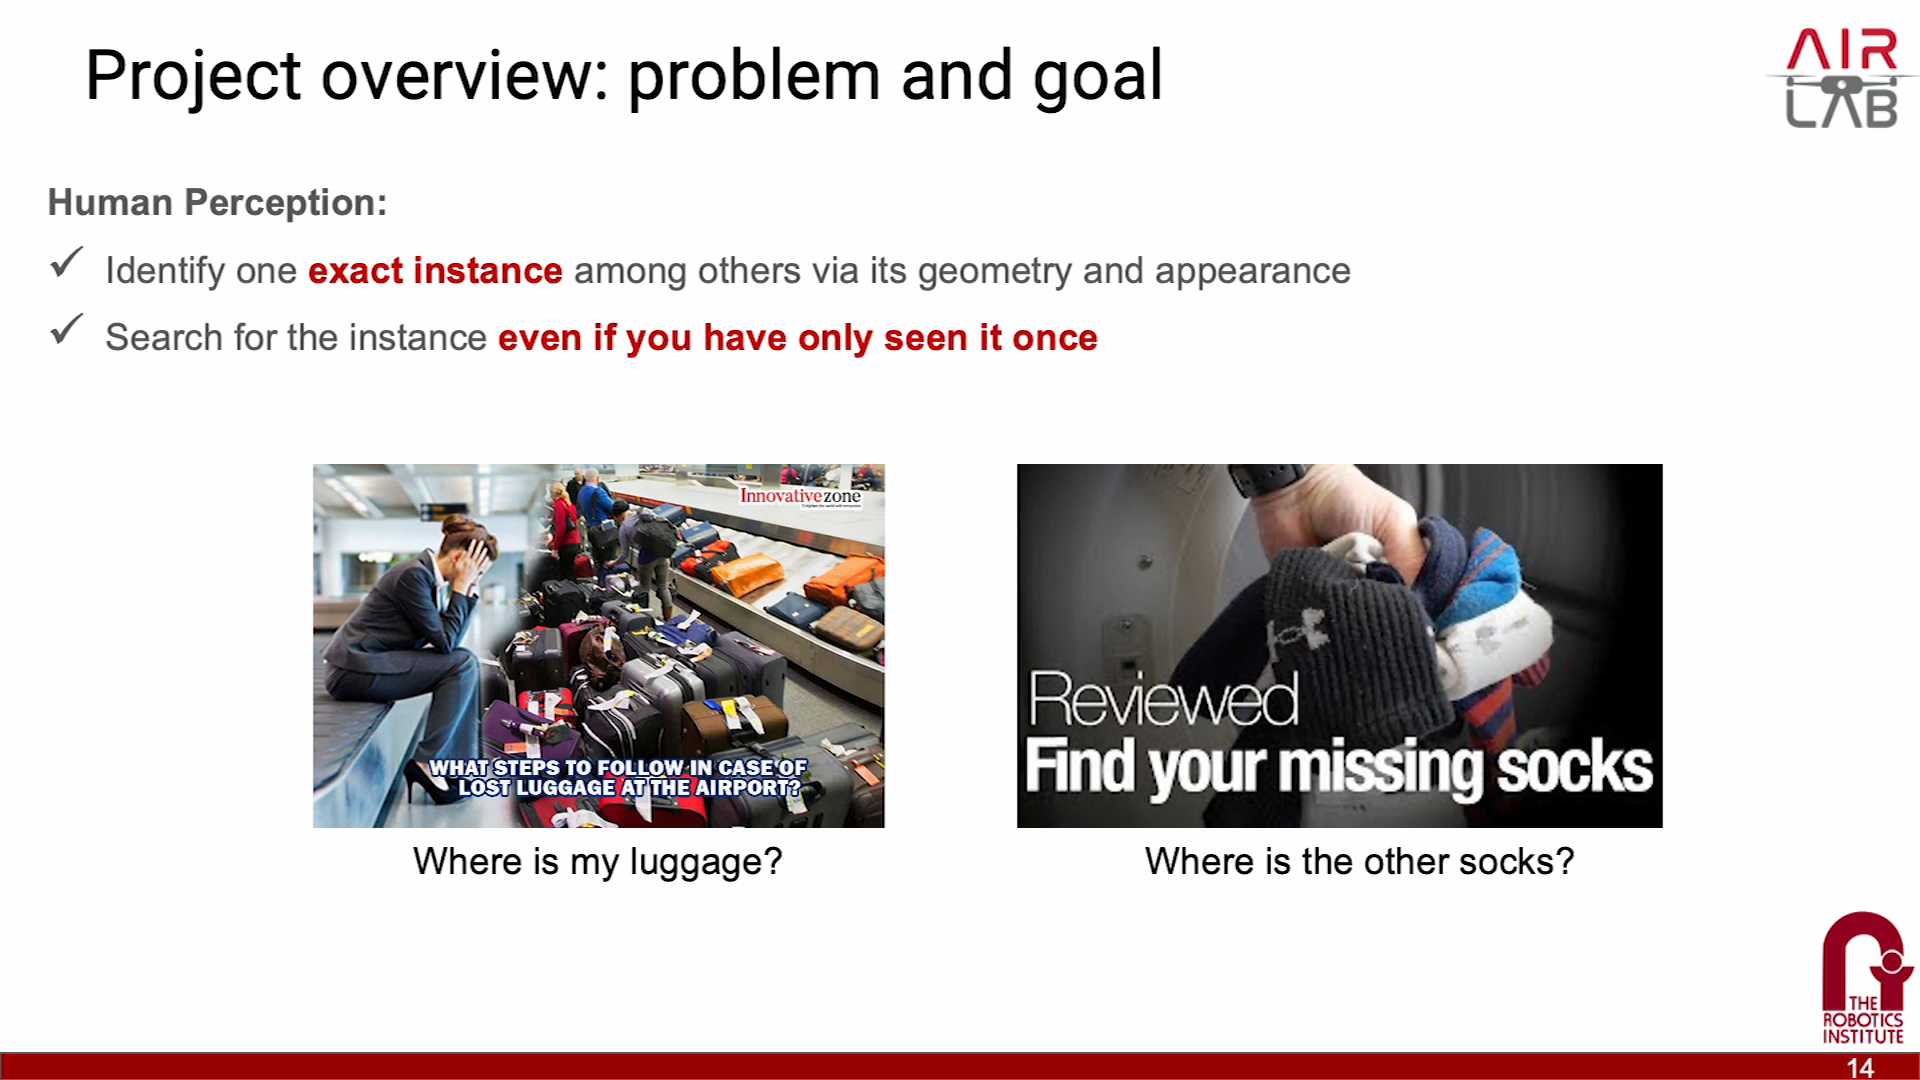 Project overview: problem and goal
AIR
LAB
Human Perception:
✓ Identify one exact instance among others via its geometry and appearance
✓ Search for the instance even if you have only seen it once
Innovativezone
WHAT STEPS TO FOLLOW IN CASE OF
LOST LUGGAGE AT THE AIRPORT?
Reviewed
Find your missing socks
Where is my luggage?
Where is the other socks?
THE
ROBOTICS
INSTITUTE
14